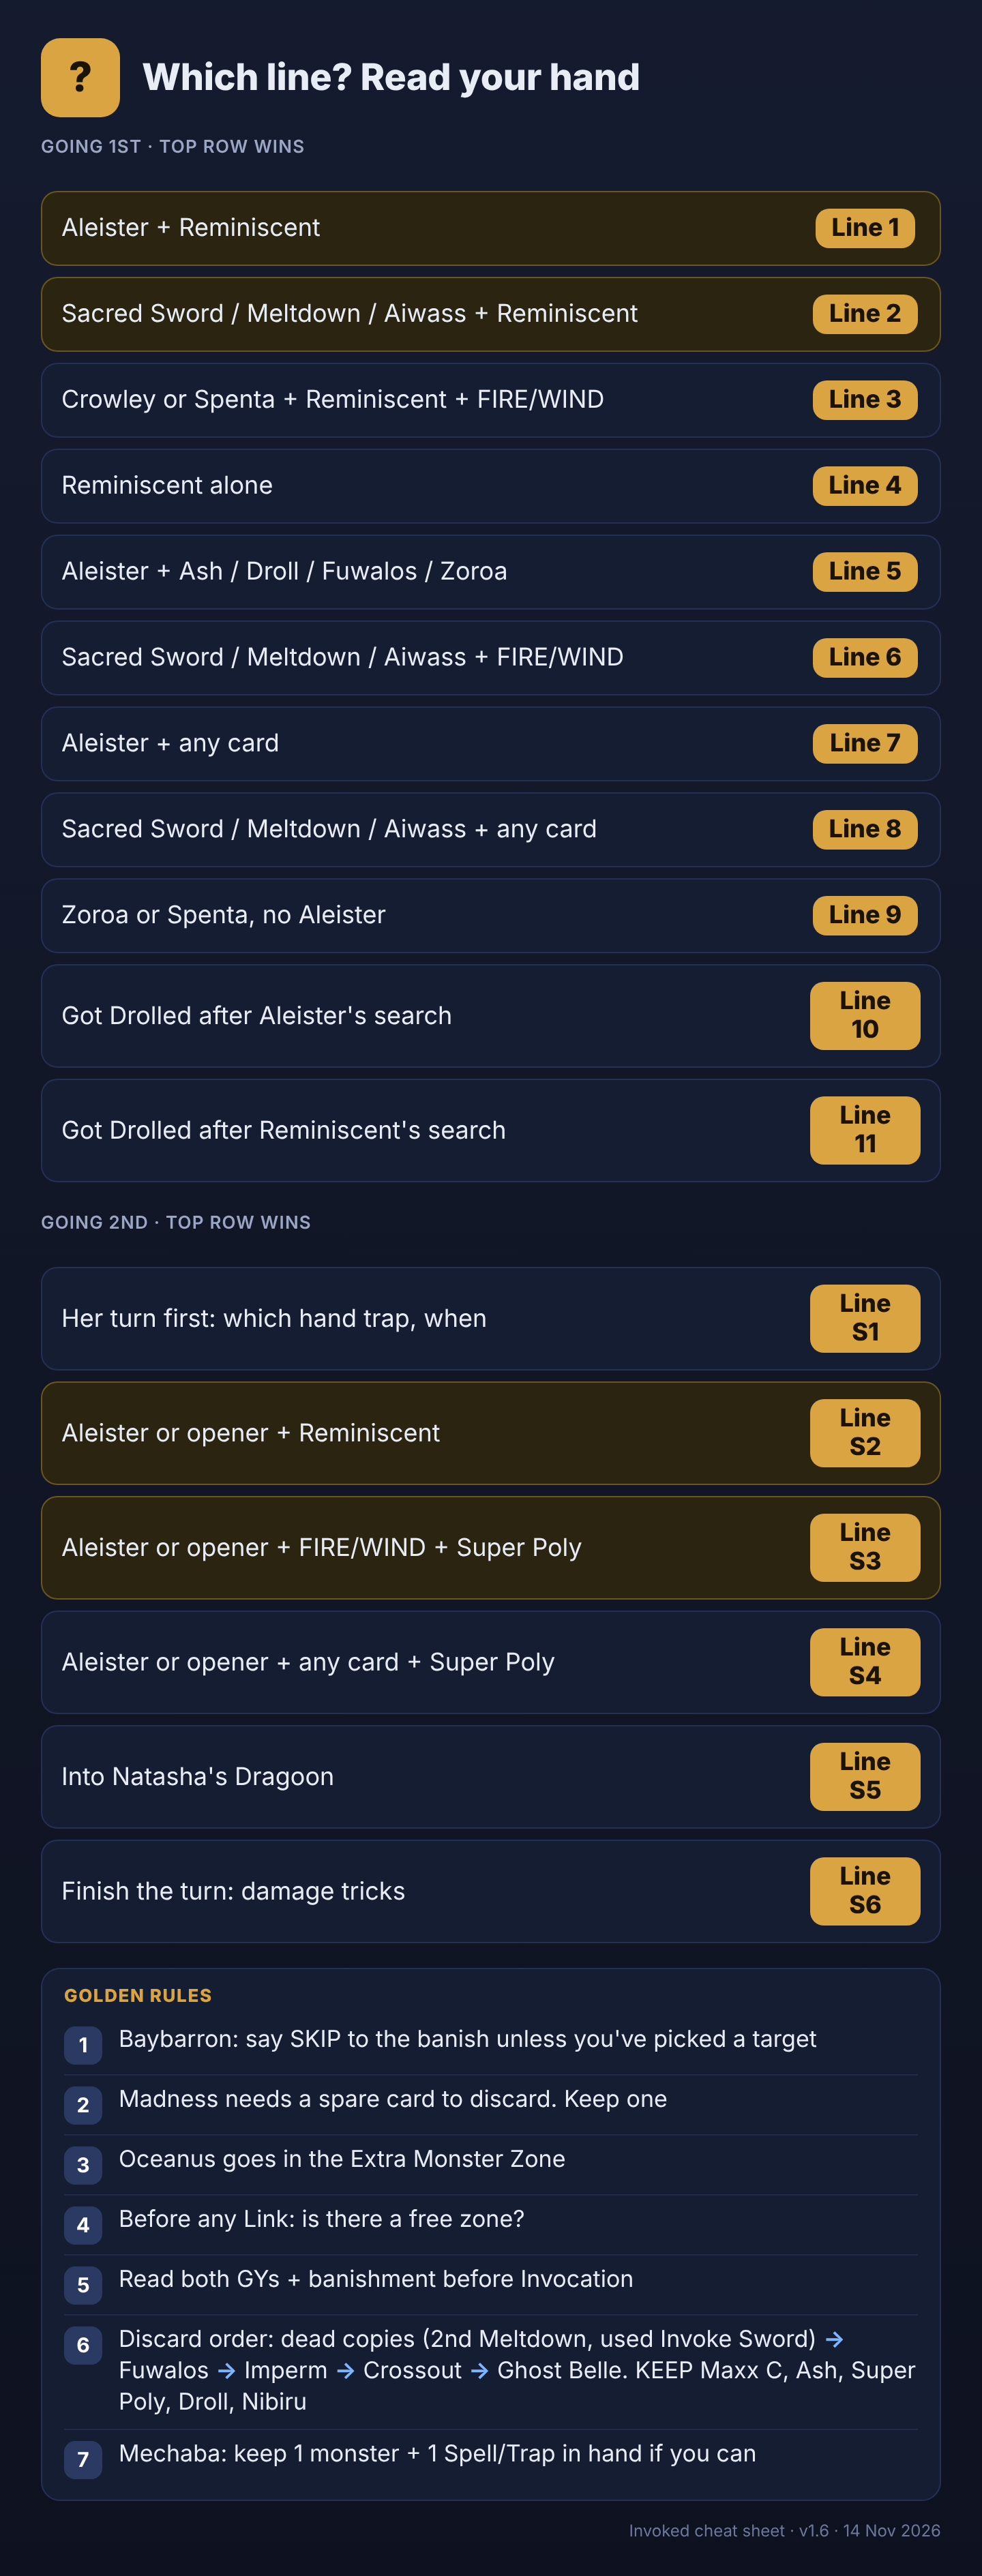 ?
Which line? Read your hand
GOING 1ST · TOP ROW WINS
Aleister + Reminiscent
Line 1
Sacred Sword / Meltdown / Aiwass + Reminiscent
Line 2
Crowley or Spenta + Reminiscent + FIRE/WIND
Line 3
Reminiscent alone
Line 4
Aleister + Ash / Droll / Fuwalos / Zoroa
Line 5
Sacred Sword / Meltdown / Aiwass + FIRE/WIND
Line 6
Aleister + any card
Line 7
Sacred Sword / Meltdown / Aiwass + any card
Line 8
Zoroa or Spenta, no Aleister
Line 9
Got Drolled after Aleister's search
Line
10
Got Drolled after Reminiscent's search
Line
11
GOING 2ND · TOP ROW WINS
Her turn first: which hand trap, when
Line
S1
Aleister or opener + Reminiscent
Line
S2
Aleister or opener + FIRE/WIND + Super Poly
Line
S3
Aleister or opener + any card + Super Poly
Line
S4
Into Natasha's Dragoon
Line
S5
Finish the turn: damage tricks
Line
S6
GOLDEN RULES
1 Baybarron: say SKIP to the banish unless you've picked a target
2 Madness needs a spare card to discard. Keep one
3 Oceanus goes in the Extra Monster Zone
4 Before any Link: is there a free zone?
5 Read both GYs + banishment before Invocation
6 Discard order: dead copies (2nd Meltdown, used Invoke Sword) →
Fuwalos → Imperm → Crossout → Ghost Belle. KEEP Maxx C, Ash, Super
Poly, Droll, Nibiru
7 Mechaba: keep 1 monster + 1 Spell/Trap in hand if you can
Invoked cheat sheet · v1.6 · 14 Nov 2026